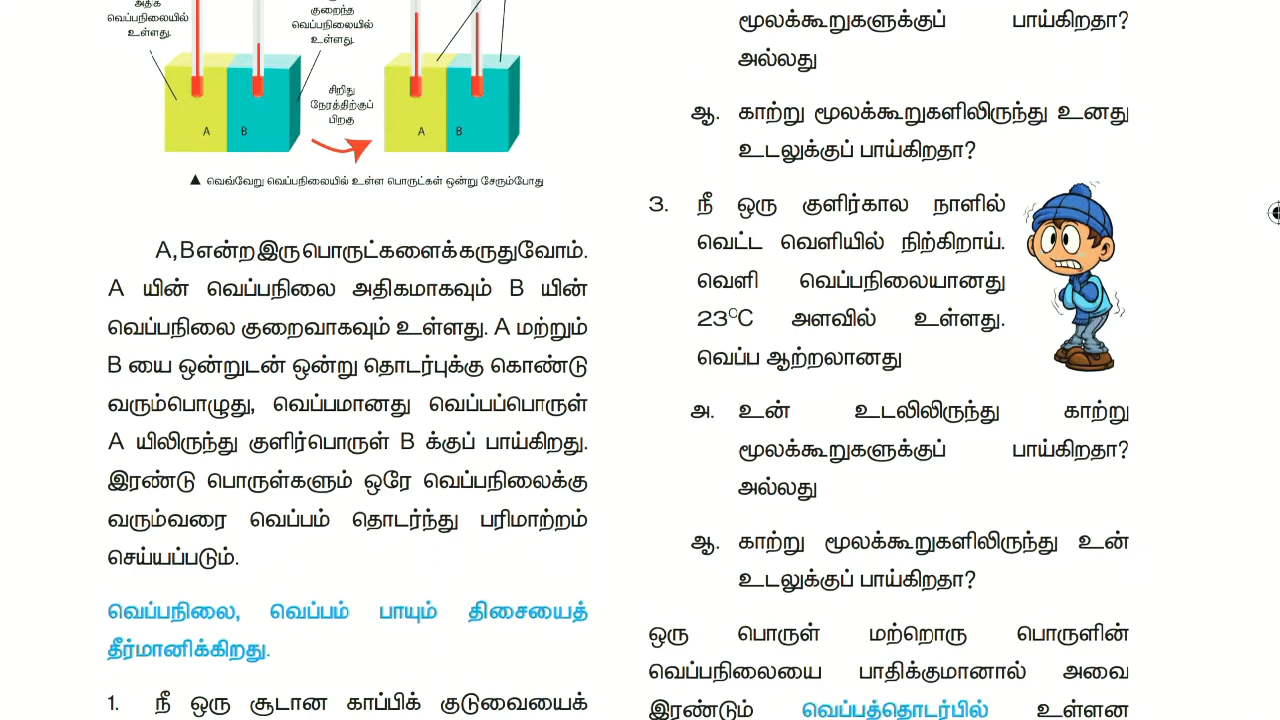 அதிக
வெப்பநிலையில்
உள்ளது.
குறைந்த
வெப்பநிலையில்
உள்ளது.
சிறிது
நேரத்திற்குப்
பிறகு
A B
A B
▲ வெவ்வேறு வெப்பநிலையில் உள்ள பொருட்கள் ஒன்று சேரும்போது
A, B என்ற இரு பொருட்களைக் கருதுவோம்.
A யின் வெப்பநிலை அதிகமாகவும் B யின்
வெப்பநிலை குறைவாகவும் உள்ளது. A மற்றும்
B யை ஒன்றுடன் ஒன்று தொடர்புக்கு கொண்டு
வரும்பொழுது, வெப்பமானது வெப்பப்பொருள்
A யிலிருந்து குளிர்பொருள் B க்குப் பாய்கிறது.
இரண்டு பொருள்களும் ஒரே வெப்பநிலைக்கு
வரும்வரை வெப்பம் தொடர்ந்து பரிமாற்றம்
செய்யப்படும்.
வெப்பநிலை, வெப்பம் பாயும் திசையைத்
தீர்மானிக்கிறது.
1. நீ ஒரு சூடான காப்பிக் குடுவையைக்
மூலக்கூறுகளுக்குப் பாய்கிறதா?
அல்லது
ஆ. காற்று மூலக்கூறுகளிலிருந்து உனது
உடலுக்குப் பாய்கிறதா?
3. நீ ஒரு குளிர்கால நாளில்
வெட்ட வெளியில் நிற்கிறாய்.
வெளி வெப்பநிலையானது
23°C அளவில் உள்ளது.
வெப்ப ஆற்றலானது
அ. உன் உடலிலிருந்து காற்று
மூலக்கூறுகளுக்குப் பாய்கிறதா?
அல்லது
ஆ. காற்று மூலக்கூறுகளிலிருந்து உன்
உடலுக்குப் பாய்கிறதா?
ஒரு பொருள் மற்றொரு பொருளின்
வெப்பநிலையை பாதிக்குமானால் அவை
இரண்டும் வெப்பத்தொடர்பில் உள்ளன